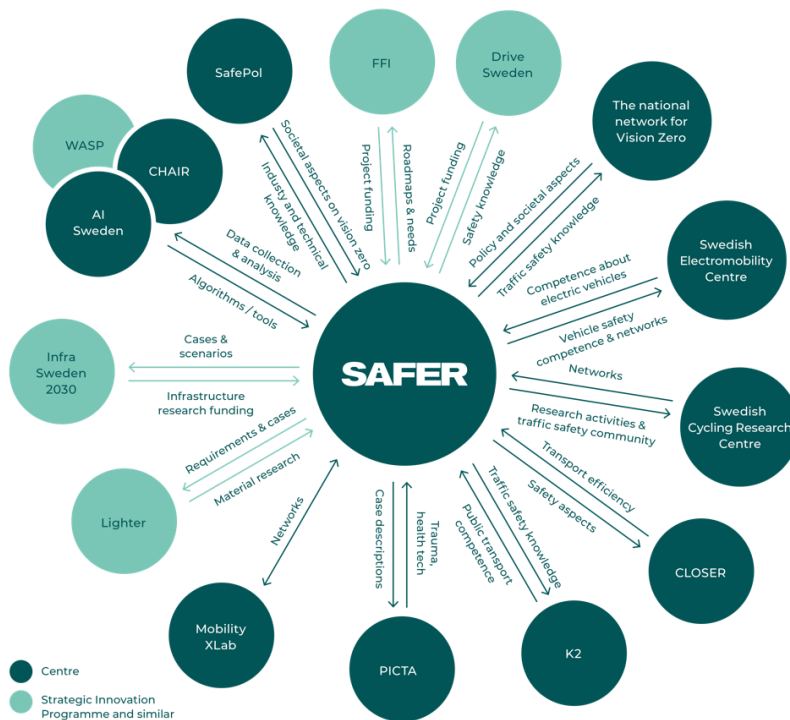 SafePol
FFI
Drive
Sweden
The national
network for
Vision Zero
WASP
CHAIR
AI
Sweden
Societal aspects on vision zero
Industy and technical
knowledge
Project funding
Roadmaps & needs
Project funding
Safety knowledge
Policy and societal aspects
Traffic safety knowledge
Data collection
& analysis
Algorithms / tools
Competence about
electric vehicles
Vehicle safety
competence & networks
Swedish
Electromobility
Centre
Infra
Sweden
2030
Cases &
scenarios
Infrastructure
research funding
SAFER
Networks
Research activities &
traffic safety community
Swedish
Cycling Research
Centre
Requirements & cases
Material research
Lighter
Networks
Case descriptions
Trauma,
health tech
Traffic safety knowledge
Public transport
competence
Transport efficiency
Safety aspects
CLOSER
Mobility
XLab
PICTA
K2
Centre
Strategic Innovation
Programme and similar